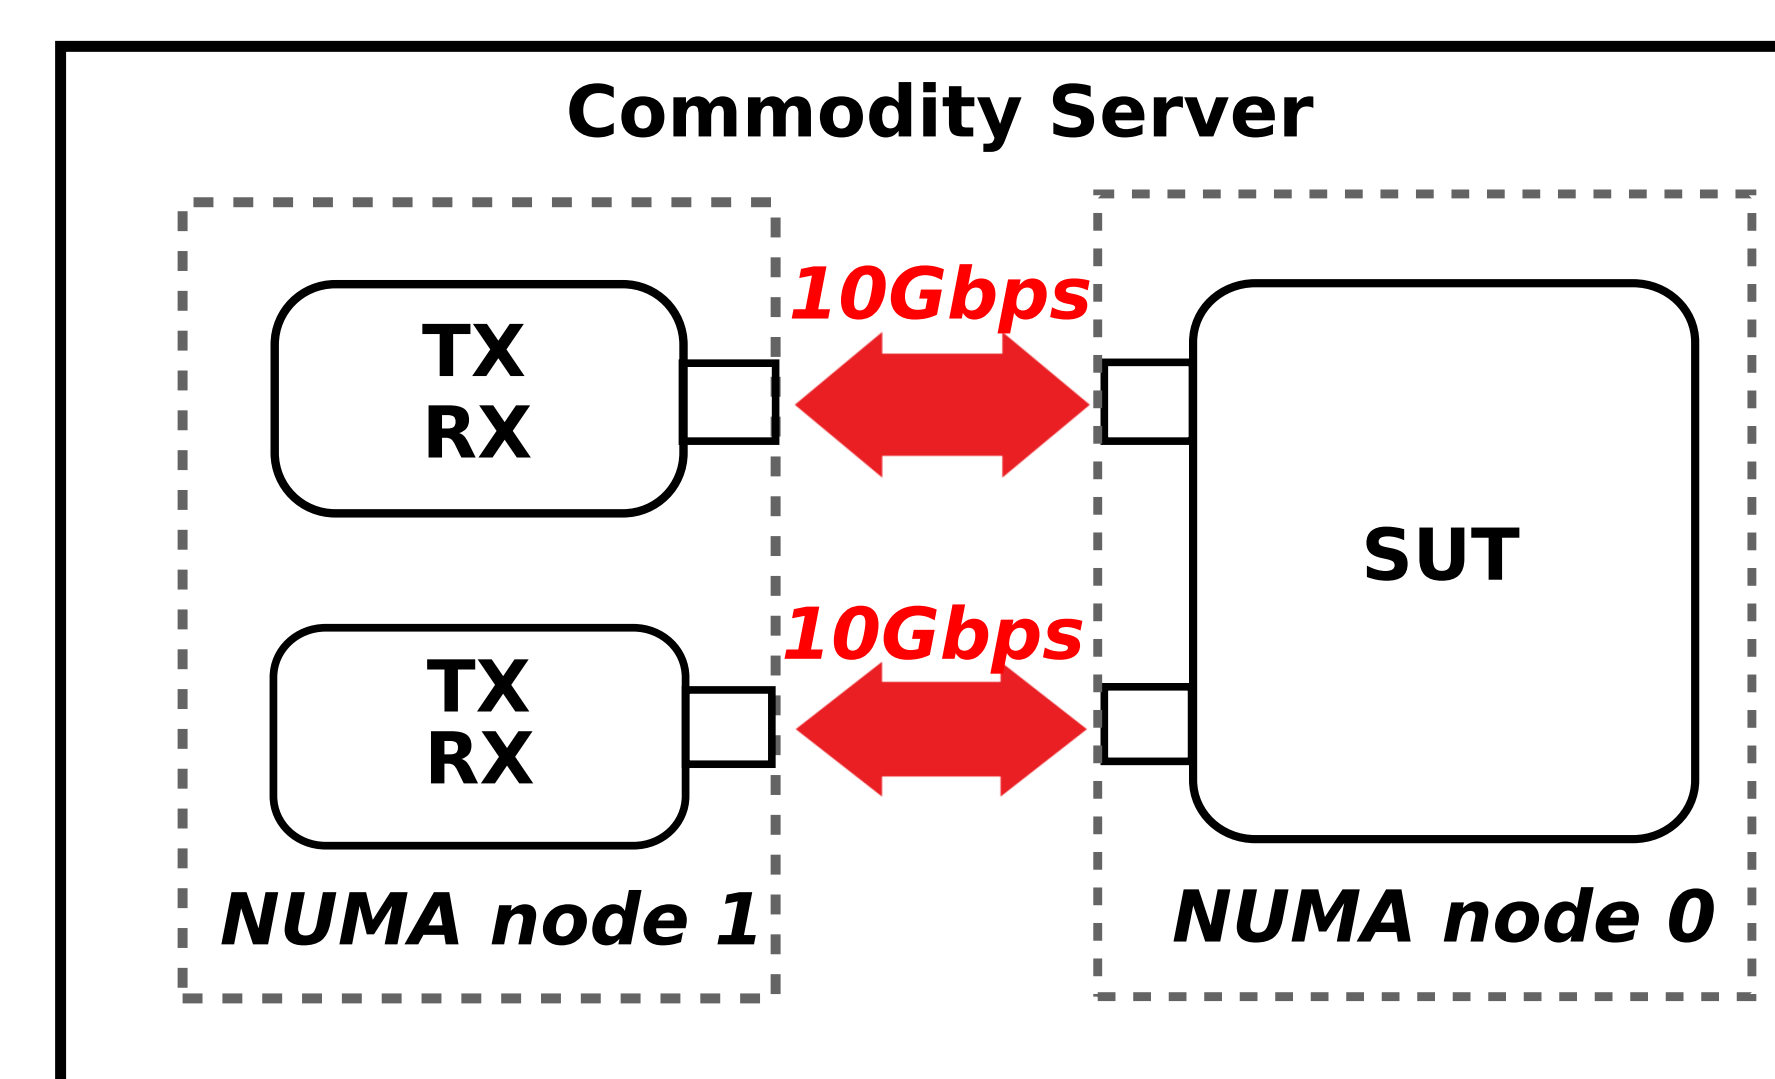 Commodity Server
10Gbps
TX
RX
SUT
10Gbps
TX
RX
NUMA node 1
NUMA node 0